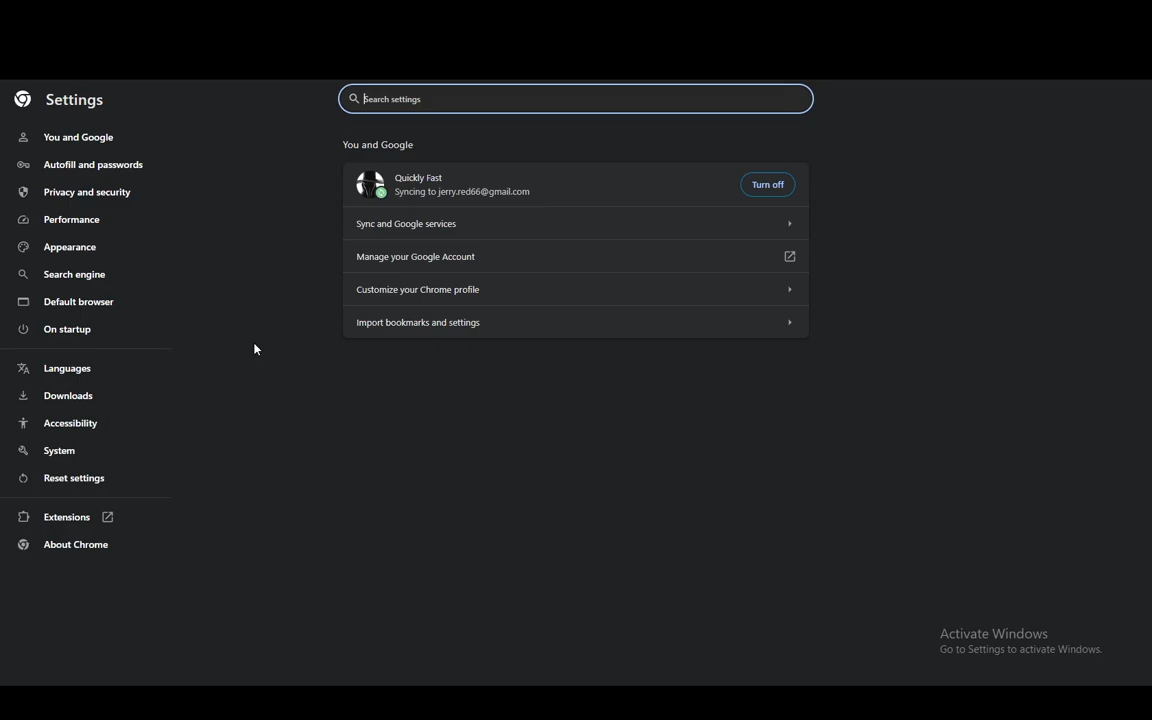 Settings
Search settings
You and Google
Autofill and passwords
Privacy and security
Performance
Appearance
Search engine
Default browser
On startup
Languages
Downloads
Accessibility
System
Reset settings
Extensions
About Chrome
You and Google
Quickly Fast
Syncing to jerry.red66@gmail.com
Turn off
Sync and Google services
Manage your Google Account
Customize your Chrome profile
Import bookmarks and settings
Activate Windows
Go to Settings to activate Windows.